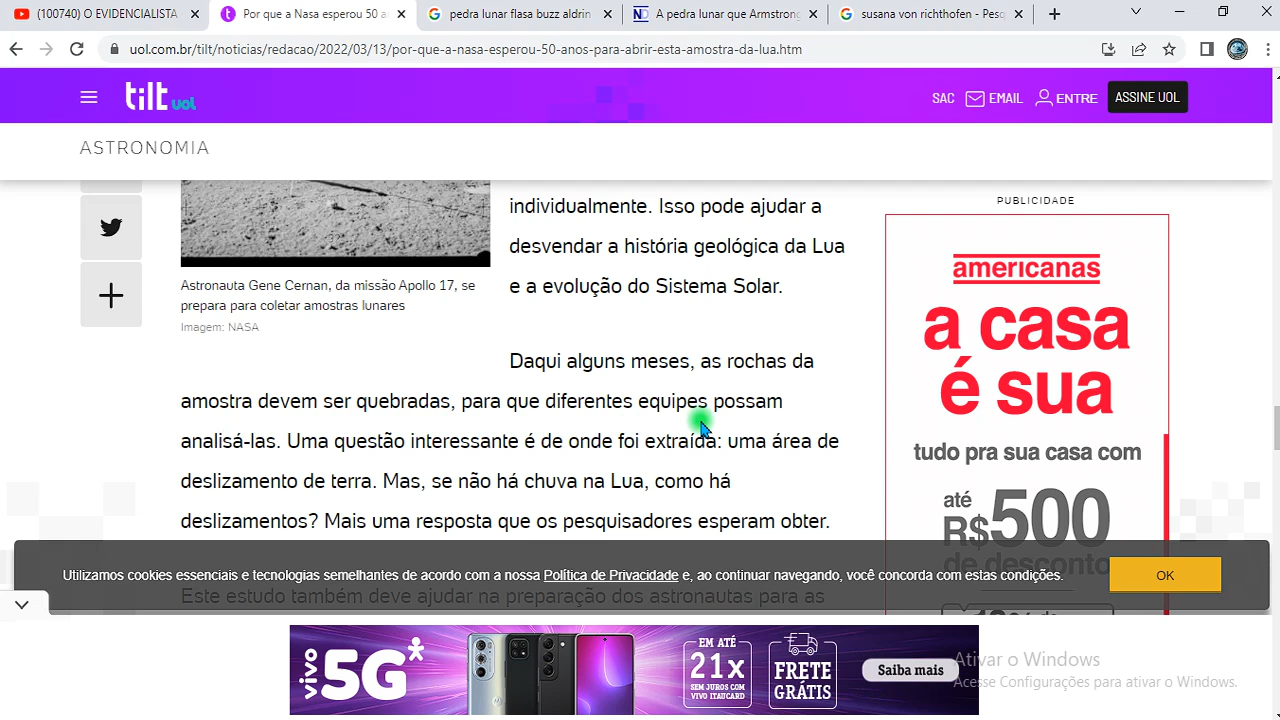 (100740) O EVIDENCIALISTA
Por que a Nasa esperou 50 a
pedra lunar flasa buzz aldrin
A pedra lunar que Armstrong
susana von richthofen - Pesq
uol.com.br/tilt/noticias/redacao/2022/03/13/por-que-a-nasa-esperou-50-anos-para-abrir-esta-amostra-da-lua.htm
tilt uol
SAC
EMAIL
ENTRE
ASSINE UOL
ASTRONOMIA
individualmente. Isso pode ajudar a
desvendar a história geológica da Lua
e a evolução do Sistema Solar.
Astronauta Gene Cernan, da missão Apollo 17, se
prepara para coletar amostras lunares
Imagem: NASA
Daqui alguns meses, as rochas da
amostra devem ser quebradas, para que diferentes equipes possam
analisá-las. Uma questão interessante é de onde foi extraída: uma área de
deslizamento de terra. Mas, se não há chuva na Lua, como há
deslizamentos? Mais uma resposta que os pesquisadores esperam obter.
Este estudo também deve ajudar na preparação dos astronautas para as
PUBLICIDADE
americanas
a casa
é sua
tudo pra sua casa com
até
R$500
de desconto
Utilizamos cookies essenciais e tecnologias semelhantes de acordo com a nossa Política de Privacidade e, ao continuar navegando, você concorda com estas condições.
OK
vivo
5G
EM ATÉ
21x
SEM JUROS COM
VIVO ITAUCARD
FRETE
GRÁTIS
Saiba mais
Ativar o Windows
Acesse Configurações para ativar o Windows.